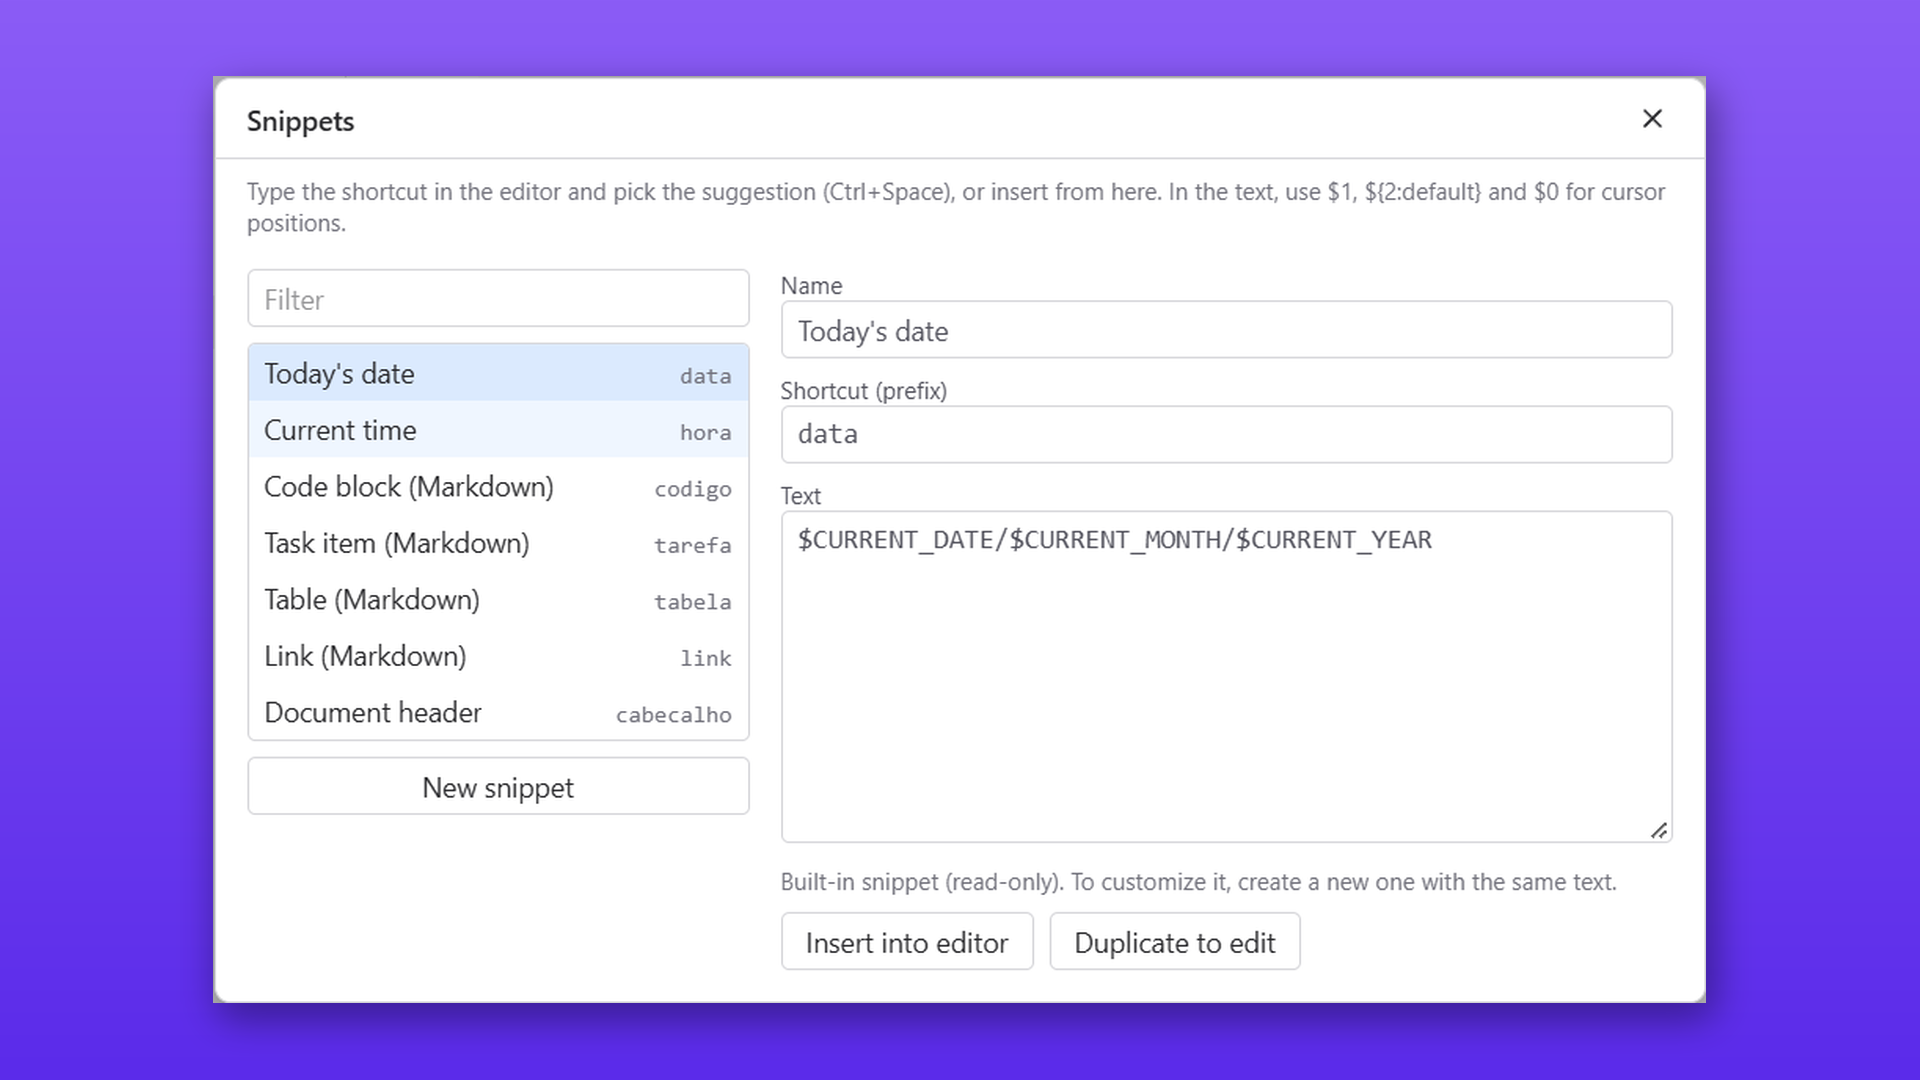 Snippets
Type the shortcut in the editor and pick the suggestion (Ctrl+Space), or insert from here. In the text, use $1, ${2:default} and $0 for cursor
positions.
Filter
Today's date data
Current time hora
Code block (Markdown) codigo
Task item (Markdown) tarefa
Table (Markdown) tabela
Link (Markdown) link
Document header cabecalho
New snippet
Name
Today's date
Shortcut (prefix)
data
Text
$CURRENT_DATE/$CURRENT_MONTH/$CURRENT_YEAR
Built-in snippet (read-only). To customize it, create a new one with the same text.
Insert into editor
Duplicate to edit